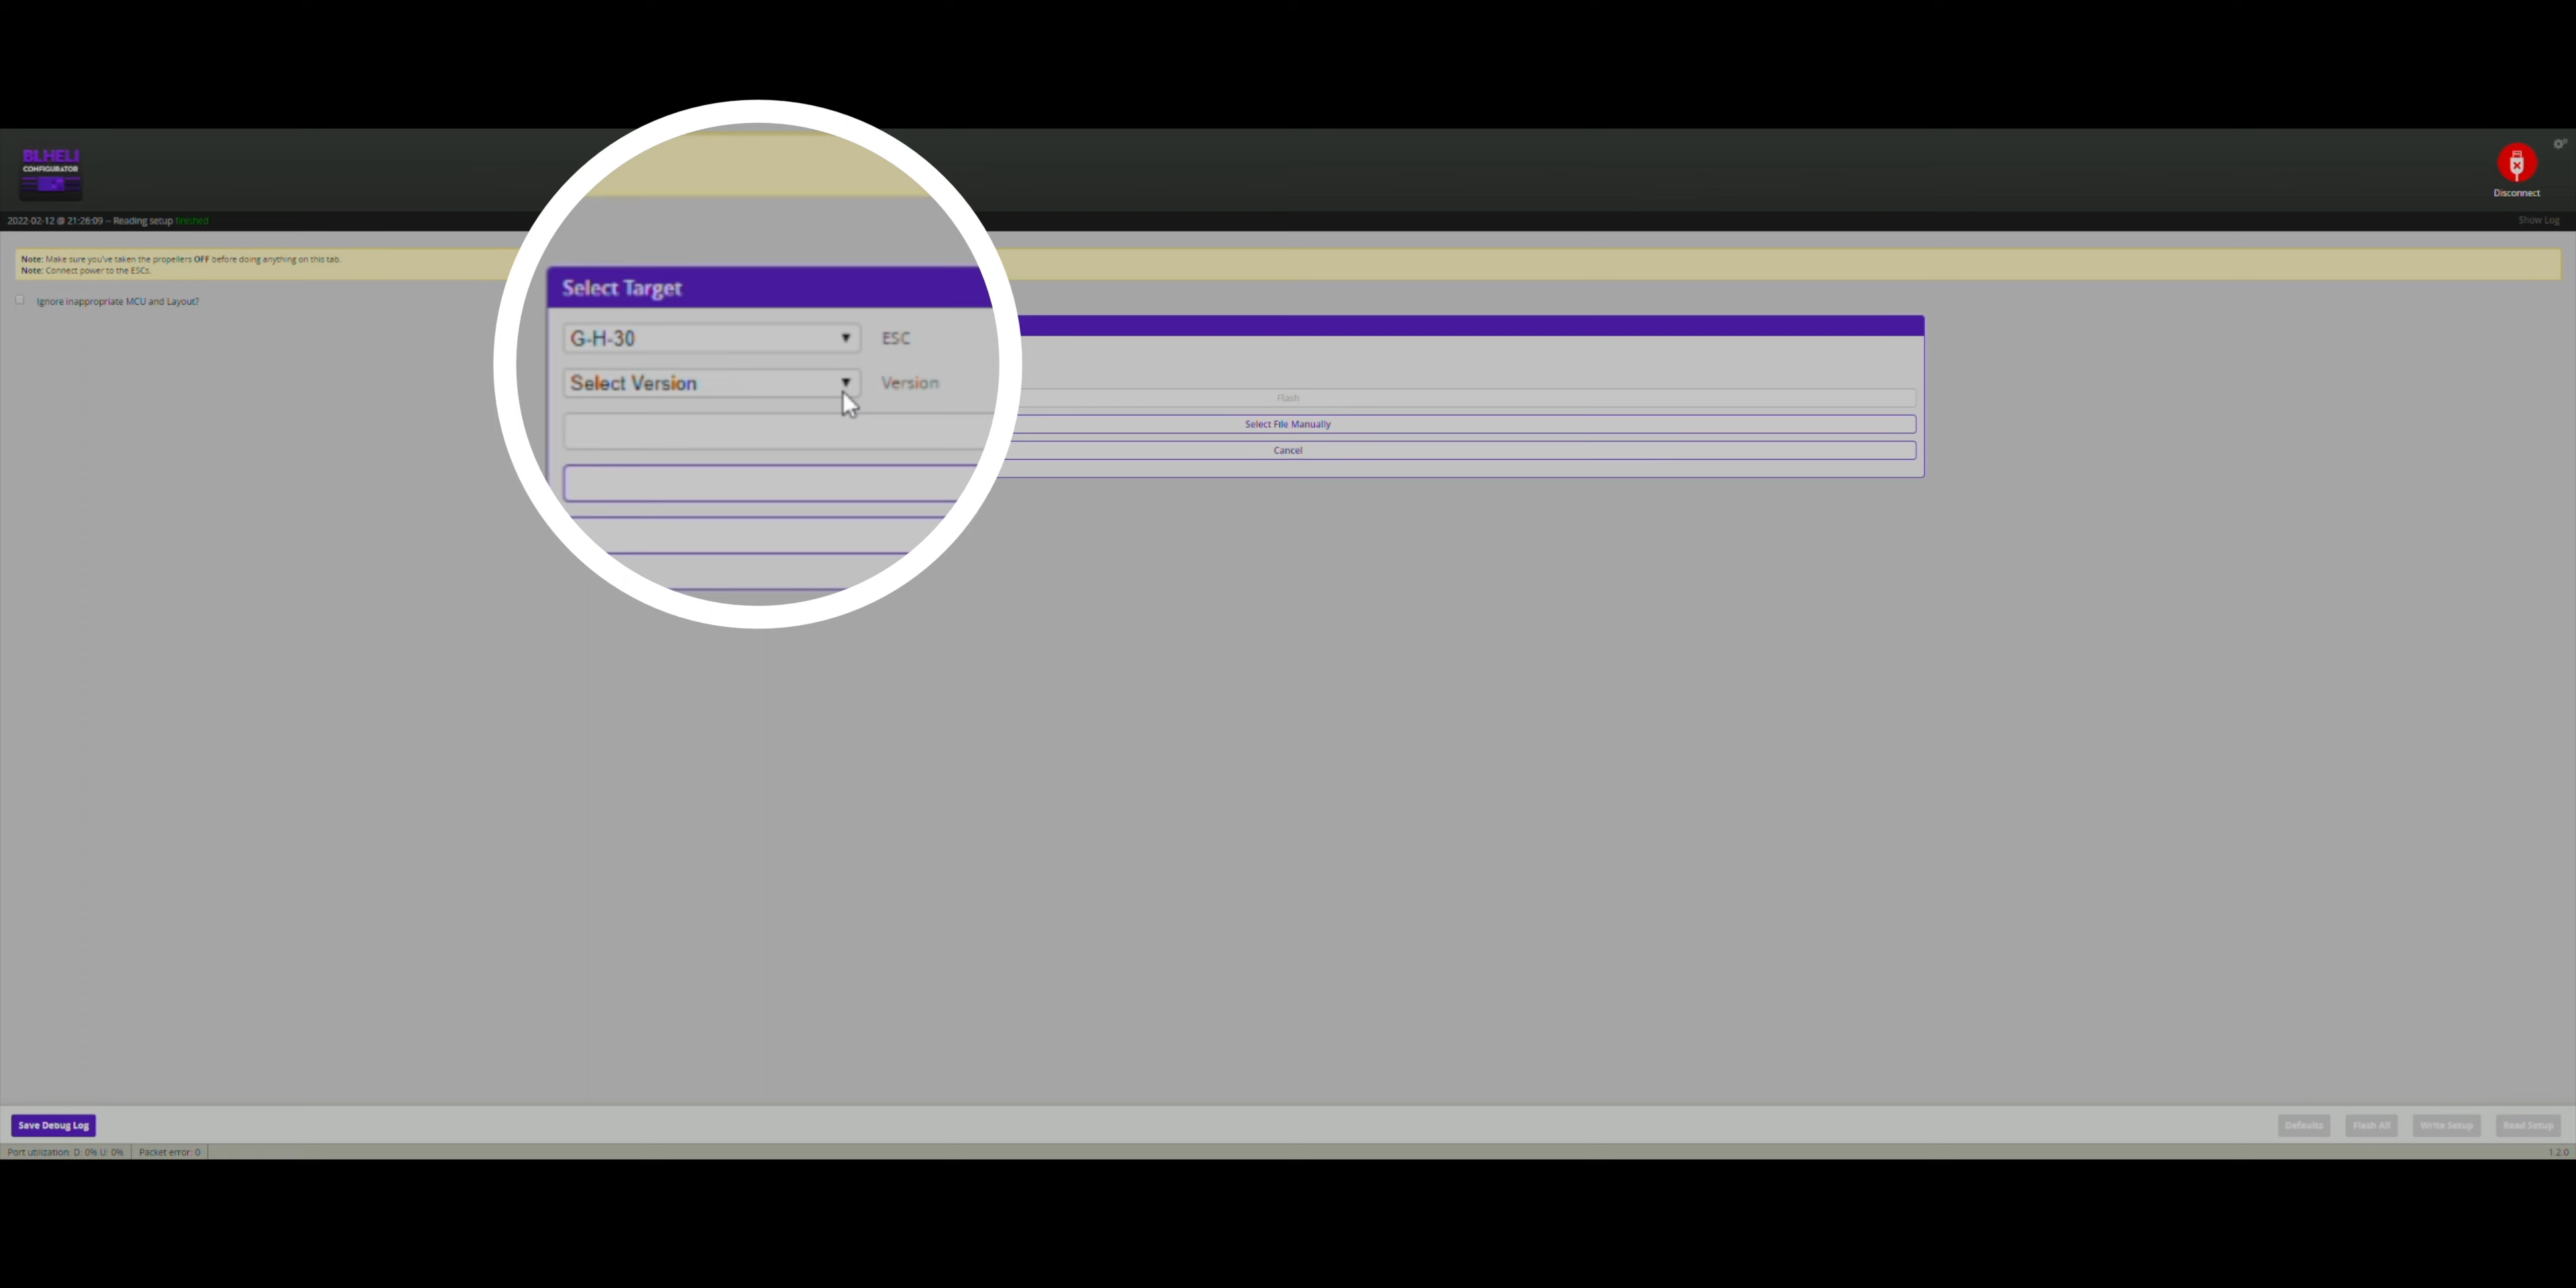 BLHELI
CONFIGURATOR
Disconnect
2022-02-12 @ 21:26:09 -- Reading setup finished
Show Log
Note: Make sure you've taken the propellers OFF before doing anything on this tab.
Note: Connect power to the ESCs.
Ignore inappropriate MCU and Layout?
Select Target
G-H-30 ESC
Select Version Version
Flash
Select File Manually
Cancel
Save Debug Log
Defaults Flash All Write Setup Read Setup
Port utilization: D: 0% U: 0% Packet error: 0 1.2.0